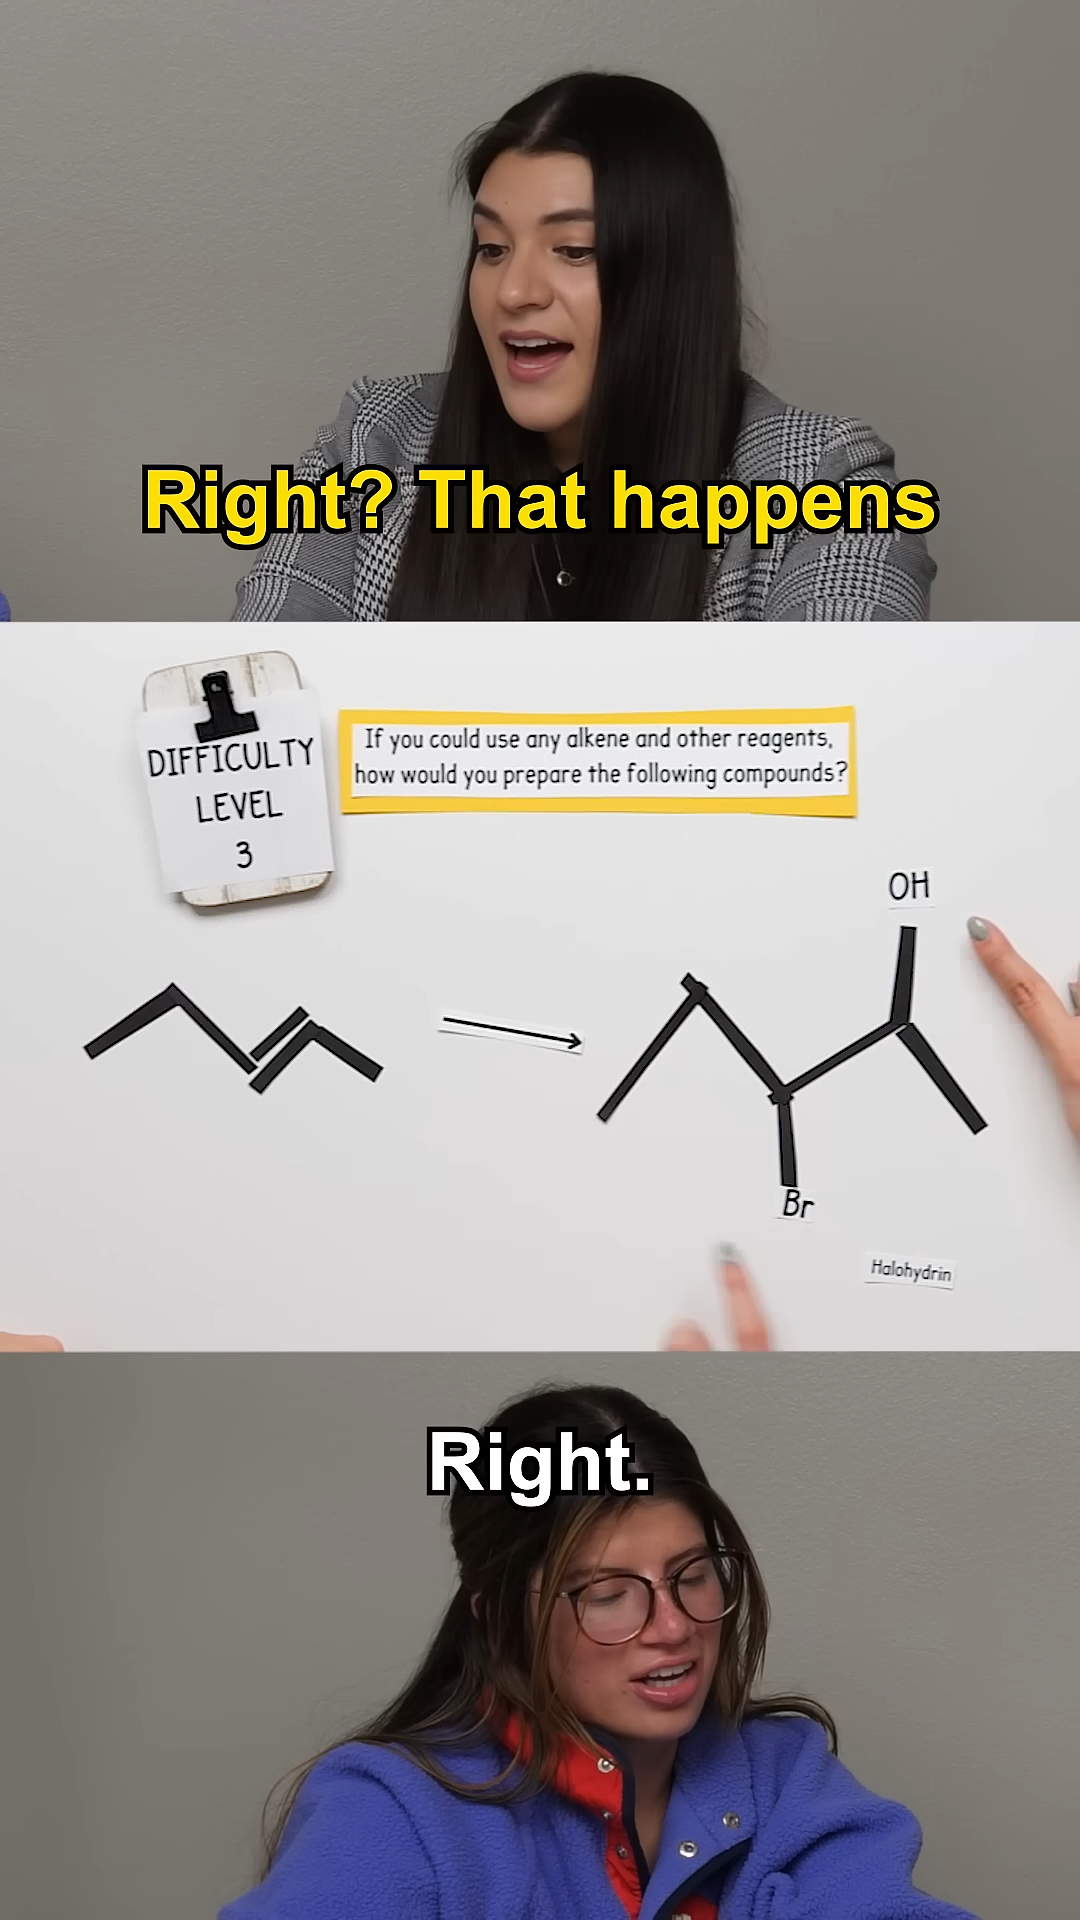 Right? That happens
DIFFICULTY
LEVEL
3
If you could use any alkene and other reagents,
how would you prepare the following compounds?
OH
Br
Halohydrin
Right.